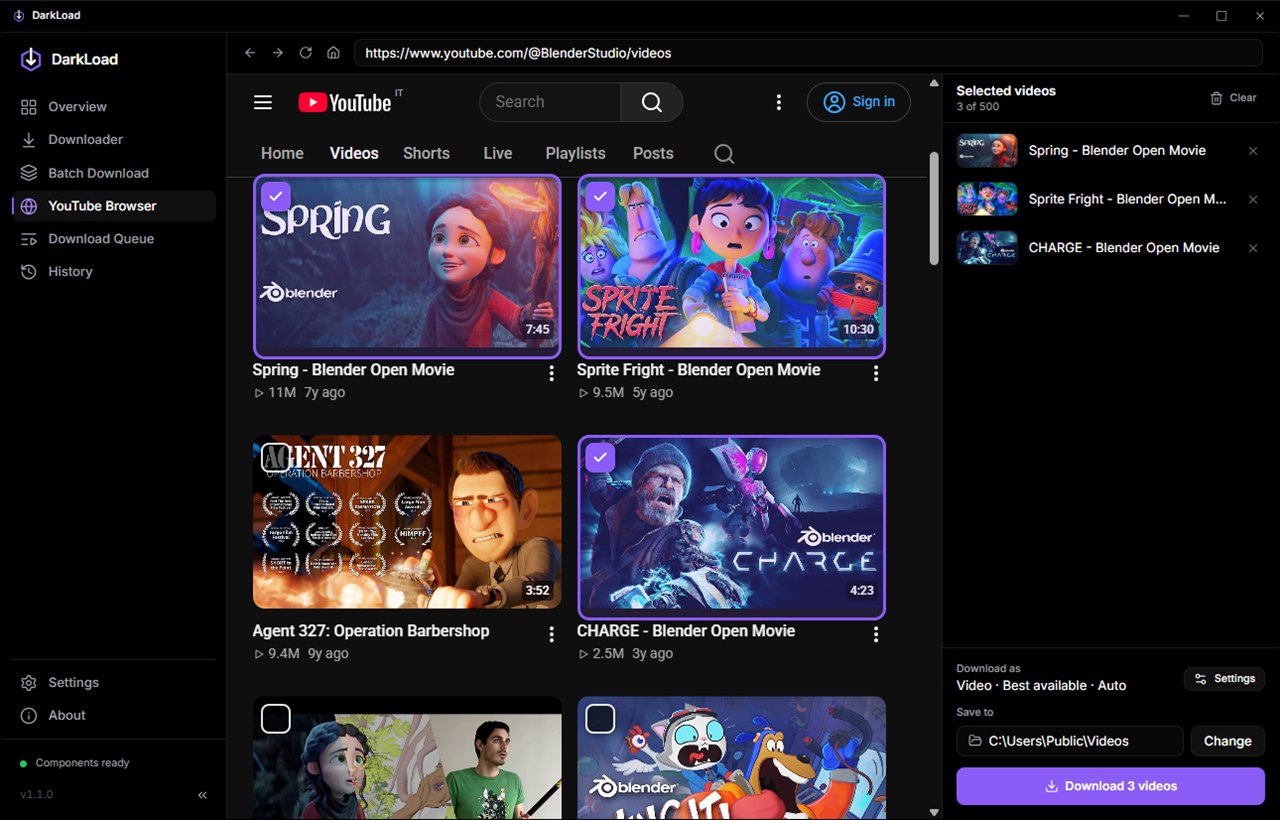 DarkLoad
DarkLoad
Overview
Downloader
Batch Download
YouTube Browser
Download Queue
History
Settings
About
Components ready
v1.1.0
https://www.youtube.com/@BlenderStudio/videos
YouTube IT
Search
Sign in
Home Videos Shorts Live Playlists Posts
SPRING
blender
7:45
Spring - Blender Open Movie
11M 7y ago
SPRITE
FRIGHT
10:30
Sprite Fright - Blender Open Movie
9.5M 5y ago
AGENT 327
OPERATION BARBERSHOP
HIMPFF
3:52
Agent 327: Operation Barbershop
9.4M 9y ago
blender
CHARGE
4:23
CHARGE - Blender Open Movie
2.5M 3y ago
blender
Selected videos
3 of 500
Clear
Spring - Blender Open Movie
Sprite Fright - Blender Open M...
CHARGE - Blender Open Movie
Download as
Video · Best available · Auto
Settings
Save to
C:\Users\Public\Videos
Change
Download 3 videos